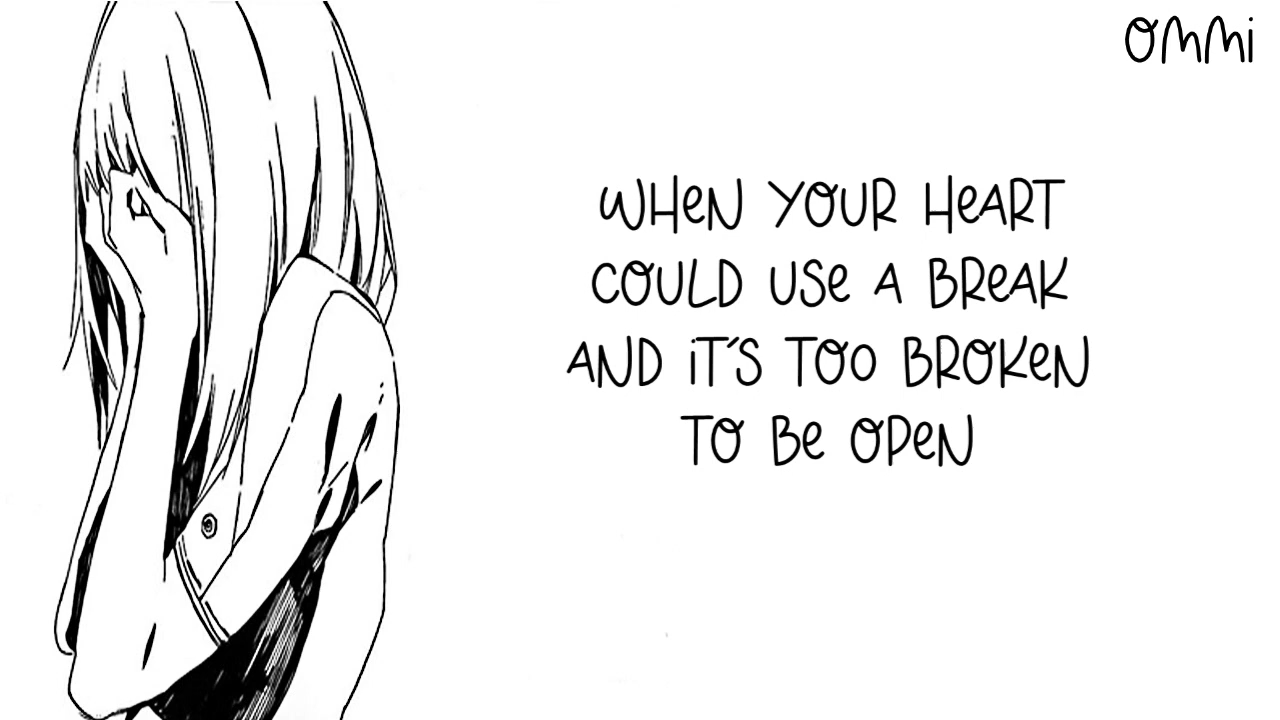 OMMi
WHeN YOUR HeART
COULD USe A BReAK
AND iT'S TOO BROKeN
TO Be OPeN